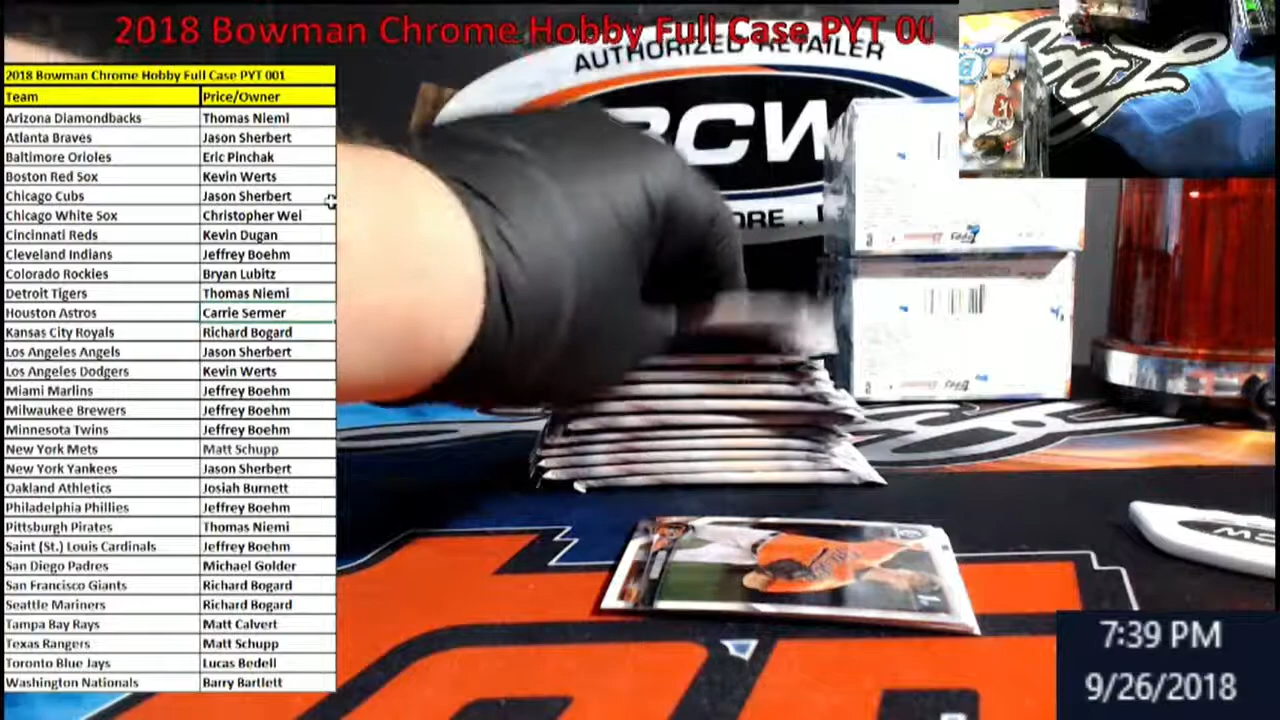 2018 Bowman Chrome Hobby Full Case PYT 00
AUTHORIZED RETAILER
2018 Bowman Chrome Hobby Full Case PYT 001
Team Price/Owner
Arizona Diamondbacks Thomas Niemi
Atlanta Braves Jason Sherbert
Baltimore Orioles Eric Pinchak
Boston Red Sox Kevin Werts
Chicago Cubs Jason Sherbert
Chicago White Sox Christopher Wel
Cincinnati Reds Kevin Dugan
Cleveland Indians Jeffrey Boehm
Colorado Rockies Bryan Lubitz
Detroit Tigers Thomas Niemi
Houston Astros Carrie Sermer
Kansas City Royals Richard Bogard
Los Angeles Angels Jason Sherbert
Los Angeles Dodgers Kevin Werts
Miami Marlins Jeffrey Boehm
Milwaukee Brewers Jeffrey Boehm
Minnesota Twins Jeffrey Boehm
New York Mets Matt Schupp
New York Yankees Jason Sherbert
Oakland Athletics Josiah Burnett
Philadelphia Phillies Jeffrey Boehm
Pittsburgh Pirates Thomas Niemi
Saint (St.) Louis Cardinals Jeffrey Boehm
San Diego Padres Michael Golder
San Francisco Giants Richard Bogard
Seattle Mariners Richard Bogard
Tampa Bay Rays Matt Calvert
Texas Rangers Matt Schupp
Toronto Blue Jays Lucas Bedell
Washington Nationals Barry Bartlett
BCW
7:39 PM
9/26/2018